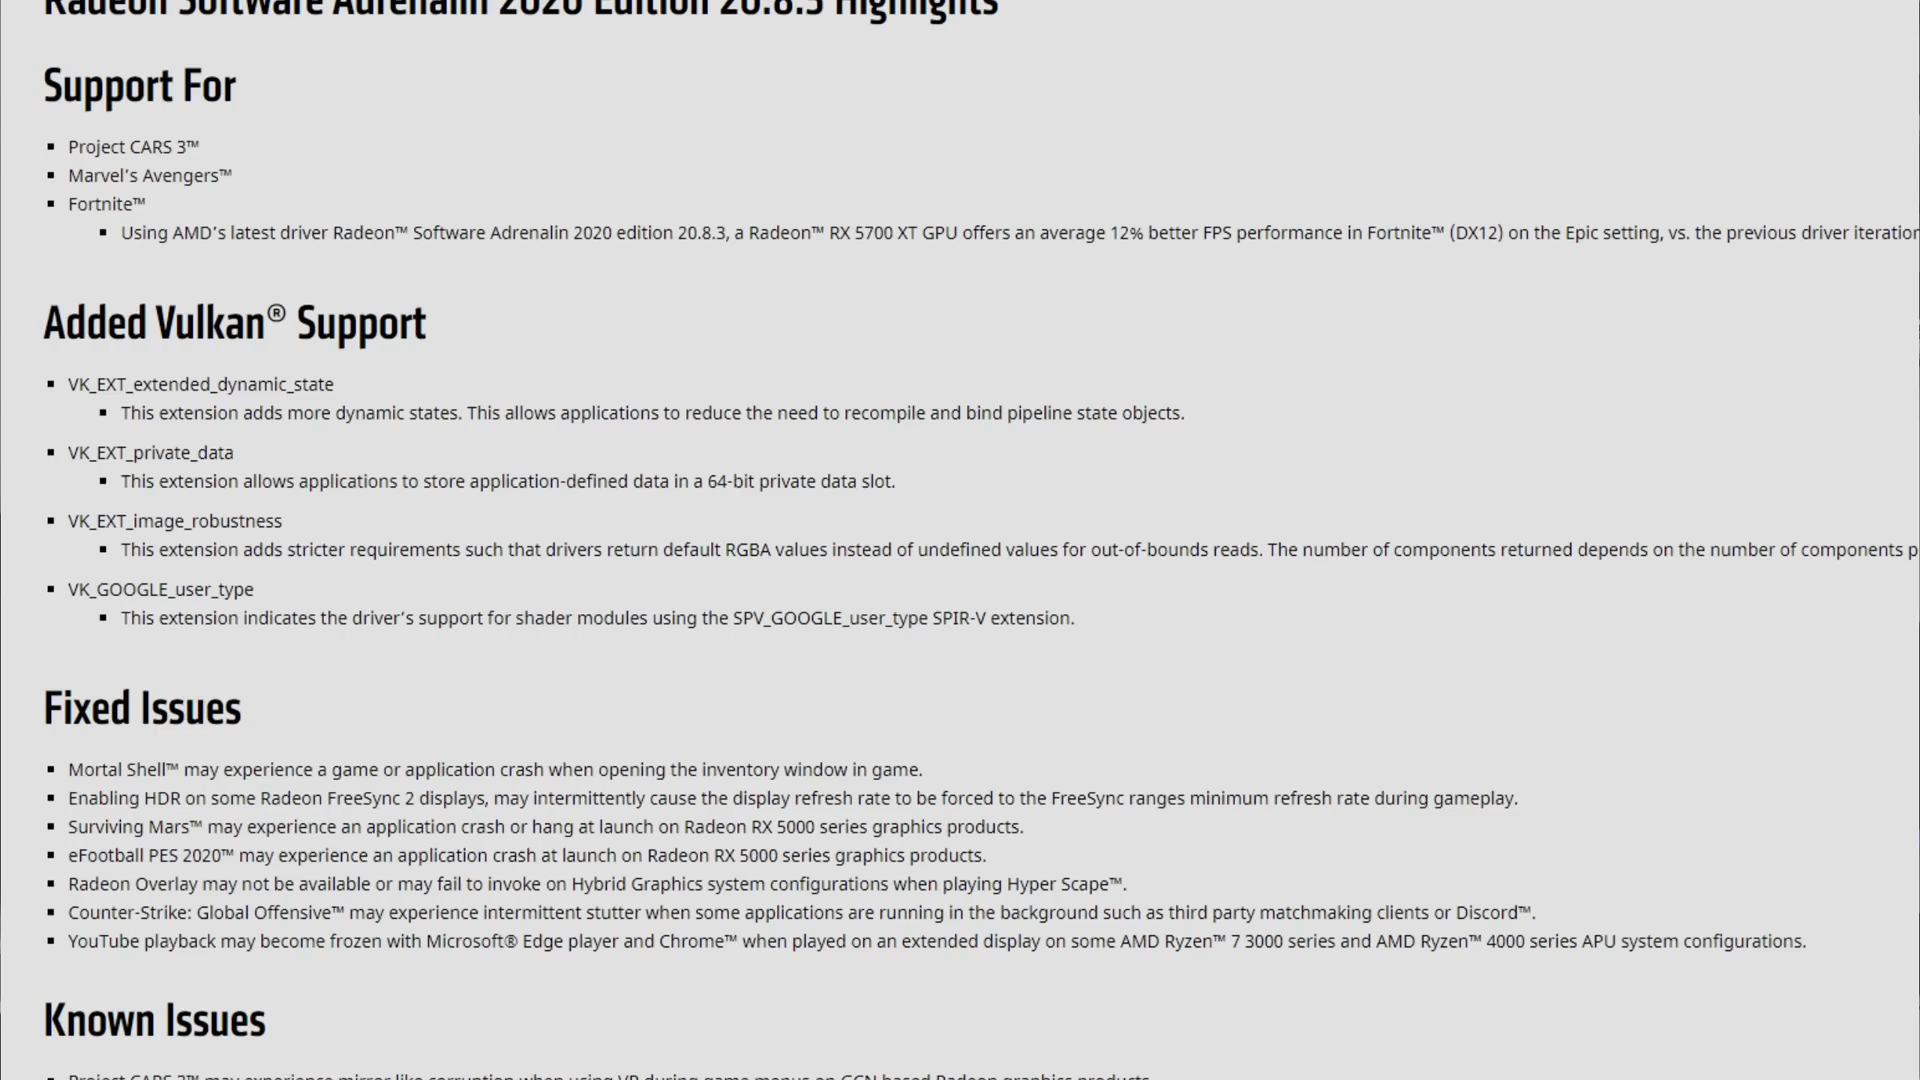 Radeon Software Adrenalin 2020 Edition 20.8.3 Highlights
Support For
Project CARS 3™
Marvel's Avengers™
Fortnite™
Using AMD's latest driver Radeon™ Software Adrenalin 2020 edition 20.8.3, a Radeon™ RX 5700 XT GPU offers an average 12% better FPS performance in Fortnite™ (DX12) on the Epic setting, vs. the previous driver iteration
Added Vulkan® Support
VK_EXT_extended_dynamic_state
This extension adds more dynamic states. This allows applications to reduce the need to recompile and bind pipeline state objects.
VK_EXT_private_data
This extension allows applications to store application-defined data in a 64-bit private data slot.
VK_EXT_image_robustness
This extension adds stricter requirements such that drivers return default RGBA values instead of undefined values for out-of-bounds reads. The number of components returned depends on the number of components p
VK_GOOGLE_user_type
This extension indicates the driver's support for shader modules using the SPV_GOOGLE_user_type SPIR-V extension.
Fixed Issues
Mortal Shell™ may experience a game or application crash when opening the inventory window in game.
Enabling HDR on some Radeon FreeSync 2 displays, may intermittently cause the display refresh rate to be forced to the FreeSync ranges minimum refresh rate during gameplay.
Surviving Mars™ may experience an application crash or hang at launch on Radeon RX 5000 series graphics products.
eFootball PES 2020™ may experience an application crash at launch on Radeon RX 5000 series graphics products.
Radeon Overlay may not be available or may fail to invoke on Hybrid Graphics system configurations when playing Hyper Scape™.
Counter-Strike: Global Offensive™ may experience intermittent stutter when some applications are running in the background such as third party matchmaking clients or Discord™.
YouTube playback may become frozen with Microsoft® Edge player and Chrome™ when played on an extended display on some AMD Ryzen™ 7 3000 series and AMD Ryzen™ 4000 series APU system configurations.
Known Issues
Project CARS 3™ may experience mirror like corruption when using VR during game menus on GCN based Radeon graphics products.